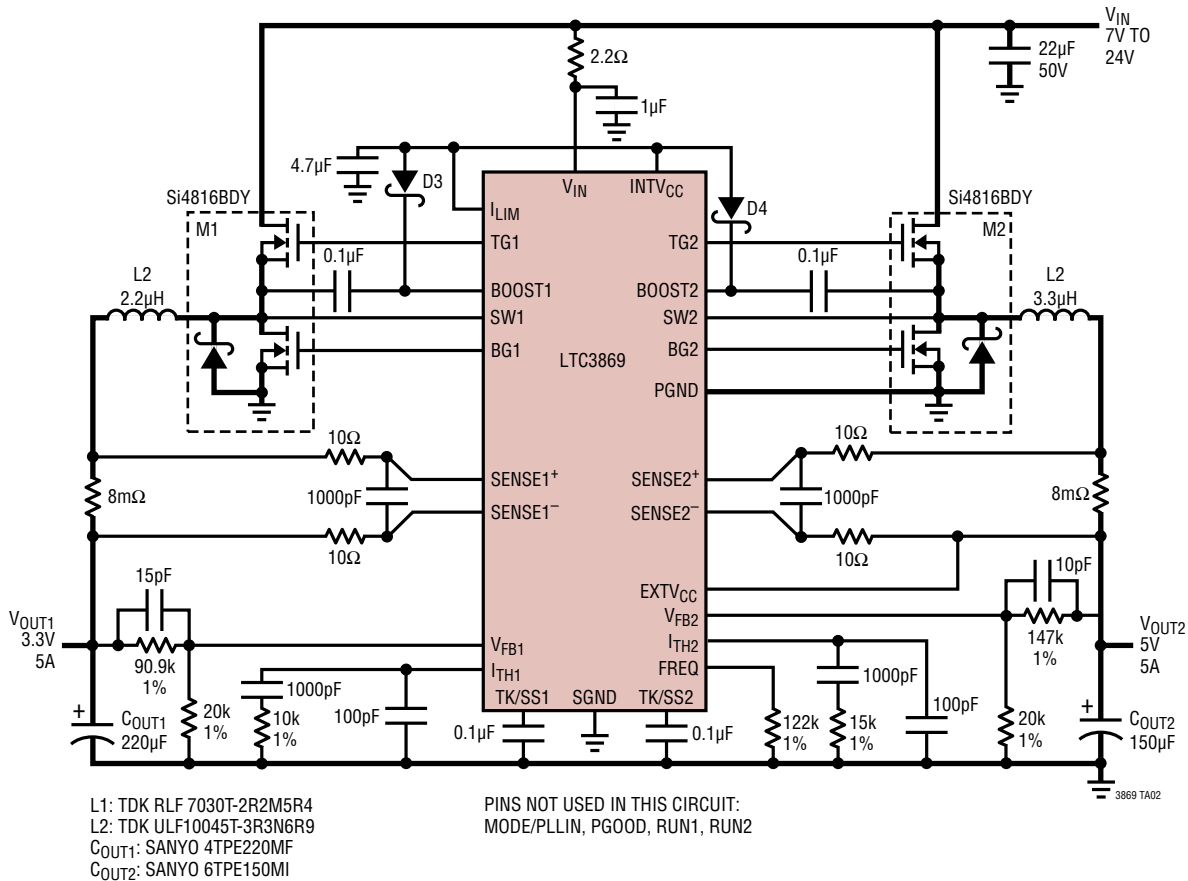 VIN
7V TO
24V
22µF
50V
2.2Ω
1µF
4.7µF
D3
D4
Si4816BDY
M1
Si4816BDY
M2
VIN
INTVCC
ILIM
TG1
TG2
0.1µF
0.1µF
BOOST1
BOOST2
L2
2.2µH
L2
3.3µH
SW1
SW2
BG1
BG2
LTC3869
PGND
10Ω
10Ω
SENSE1+
SENSE2+
8mΩ
1000pF
1000pF
8mΩ
SENSE1–
SENSE2–
10Ω
10Ω
15pF
10pF
EXTVCC
VFB2
VOUT1
3.3V
5A
90.9k
1%
VFB1
ITH2
147k
1%
VOUT2
5V
5A
ITH1
FREQ
1000pF
1000pF
TK/SS1
SGND
TK/SS2
COUT1
220µF
+
20k
1%
10k
1%
100pF
0.1µF
0.1µF
122k
1%
15k
1%
100pF
20k
1%
+
COUT2
150µF
3869 TA02
L1: TDK RLF 7030T-2R2M5R4
L2: TDK ULF10045T-3R3N6R9
COUT1: SANYO 4TPE220MF
COUT2: SANYO 6TPE150MI
PINS NOT USED IN THIS CIRCUIT:
MODE/PLLIN, PGOOD, RUN1, RUN2